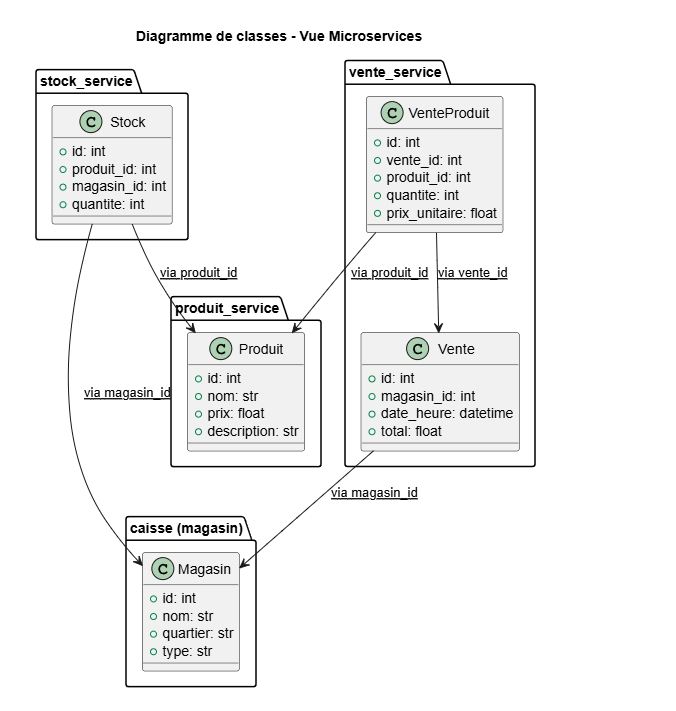 Diagramme de classes - Vue Microservices
stock_service
C Stock
id: int
produit_id: int
magasin_id: int
quantite: int
vente_service
C VenteProduit
id: int
vente_id: int
produit_id: int
quantite: int
prix_unitaire: float
via produit_id
via produit_id
via vente_id
produit_service
C Produit
id: int
nom: str
prix: float
description: str
C Vente
id: int
magasin_id: int
date_heure: datetime
total: float
via magasin_id
via magasin_id
caisse (magasin)
C Magasin
id: int
nom: str
quartier: str
type: str